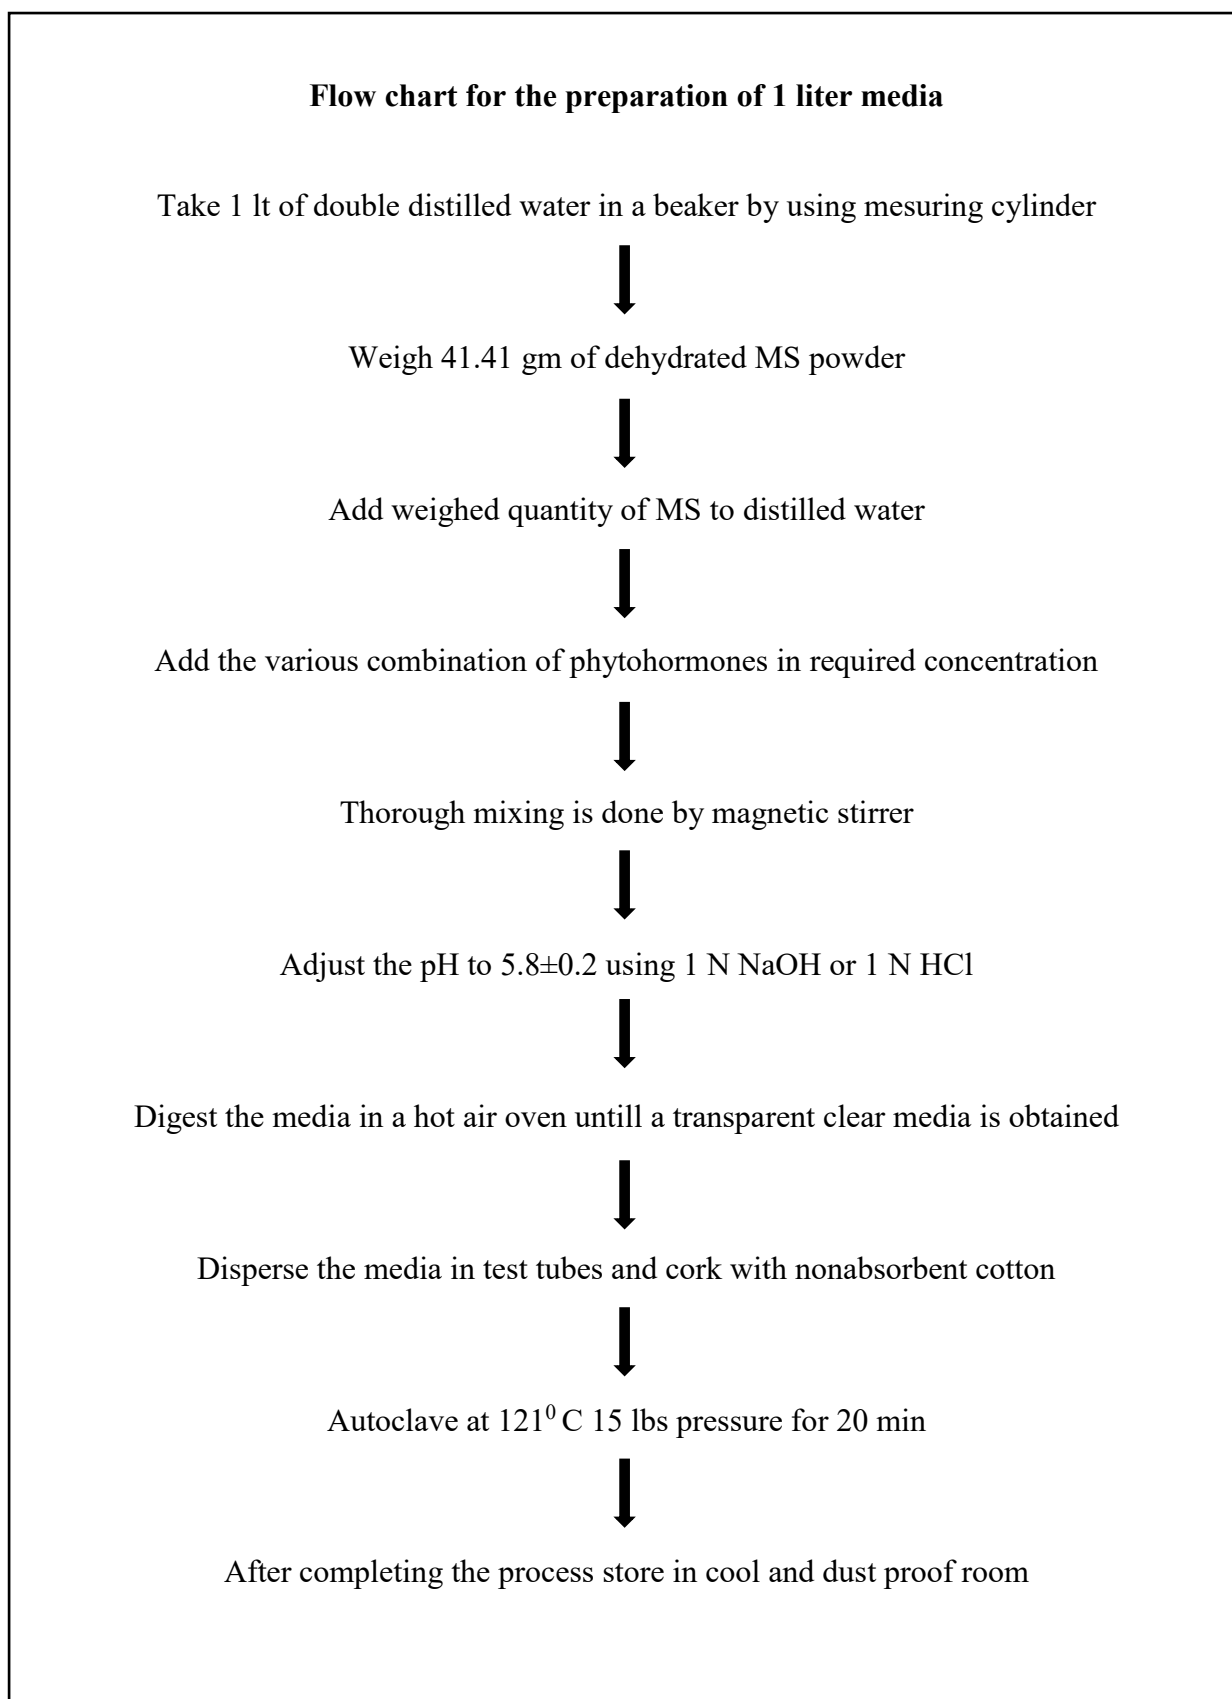 Flow chart for the preparation of 1 liter media
Take 1 lt of double distilled water in a beaker by using mesuring cylinder
Weigh 41.41 gm of dehydrated MS powder
Add weighed quantity of MS to distilled water
Add the various combination of phytohormones in required concentration
Thorough mixing is done by magnetic stirrer
Adjust the pH to 5.8±0.2 using 1 N NaOH or 1 N HCl
Digest the media in a hot air oven untill a transparent clear media is obtained
Disperse the media in test tubes and cork with nonabsorbent cotton
Autoclave at 121⁰ C 15 lbs pressure for 20 min
After completing the process store in cool and dust proof room